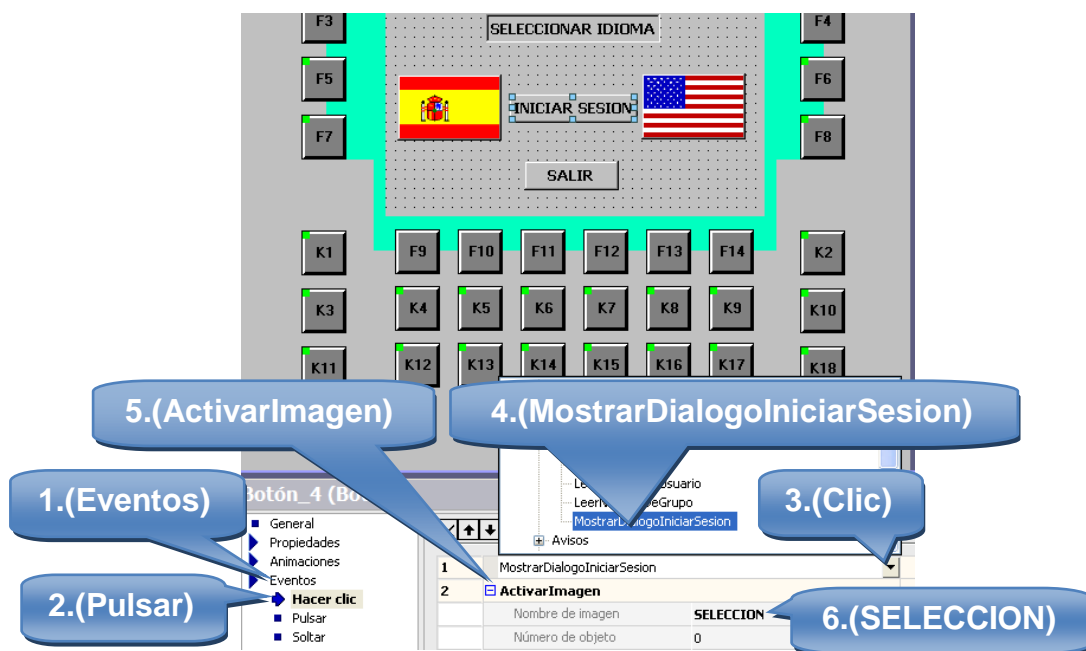 F3
SELECCIONAR IDIOMA
F4
F5
F6
INICIAR SESION
F7
F8
SALIR
K1
F9
F10
F11
F12
F13
F14
K2
K3
K4
K5
K6
K7
K8
K9
K10
K11
K12
K13
K14
K15
K16
K17
K18
5.(ActivarImagen)
4.(MostrarDialogoIniciarSesion)
1.(Eventos)
3.(Clic)
Botón_4
General
Propiedades
Animaciones
Eventos
Hacer clic
Pulsar
Soltar
2.(Pulsar)
Avisos
1 MostrarDialogoIniciarSesion
2 ActivarImagen
Nombre de imagen SELECCION
Número de objeto 0
6.(SELECCION)